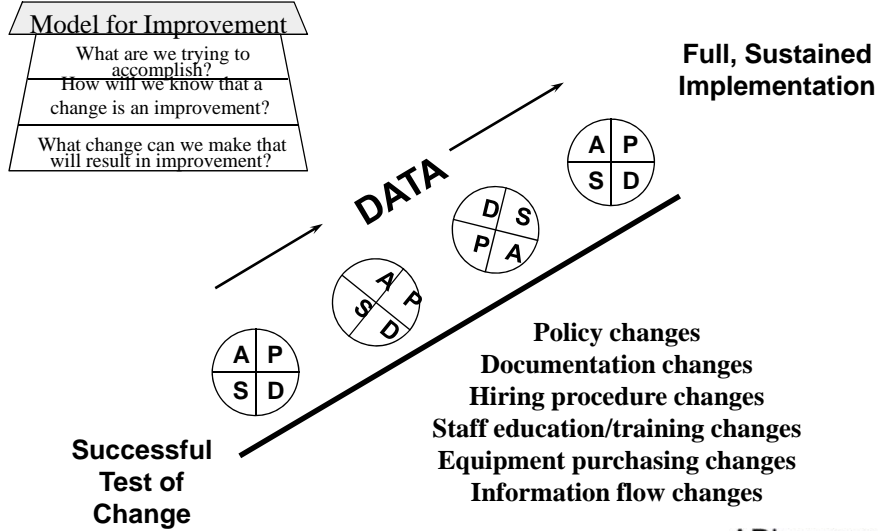 Model for Improvement
What are we trying to
accomplish?
How will we know that a
change is an improvement?
What change can we make that
will result in improvement?
Full, Sustained
Implementation
DATA
A P
S D
D S
P A
A P
S D
A P
S D
Policy changes
Documentation changes
Hiring procedure changes
Staff education/training changes
Equipment purchasing changes
Information flow changes
Successful
Test of
Change